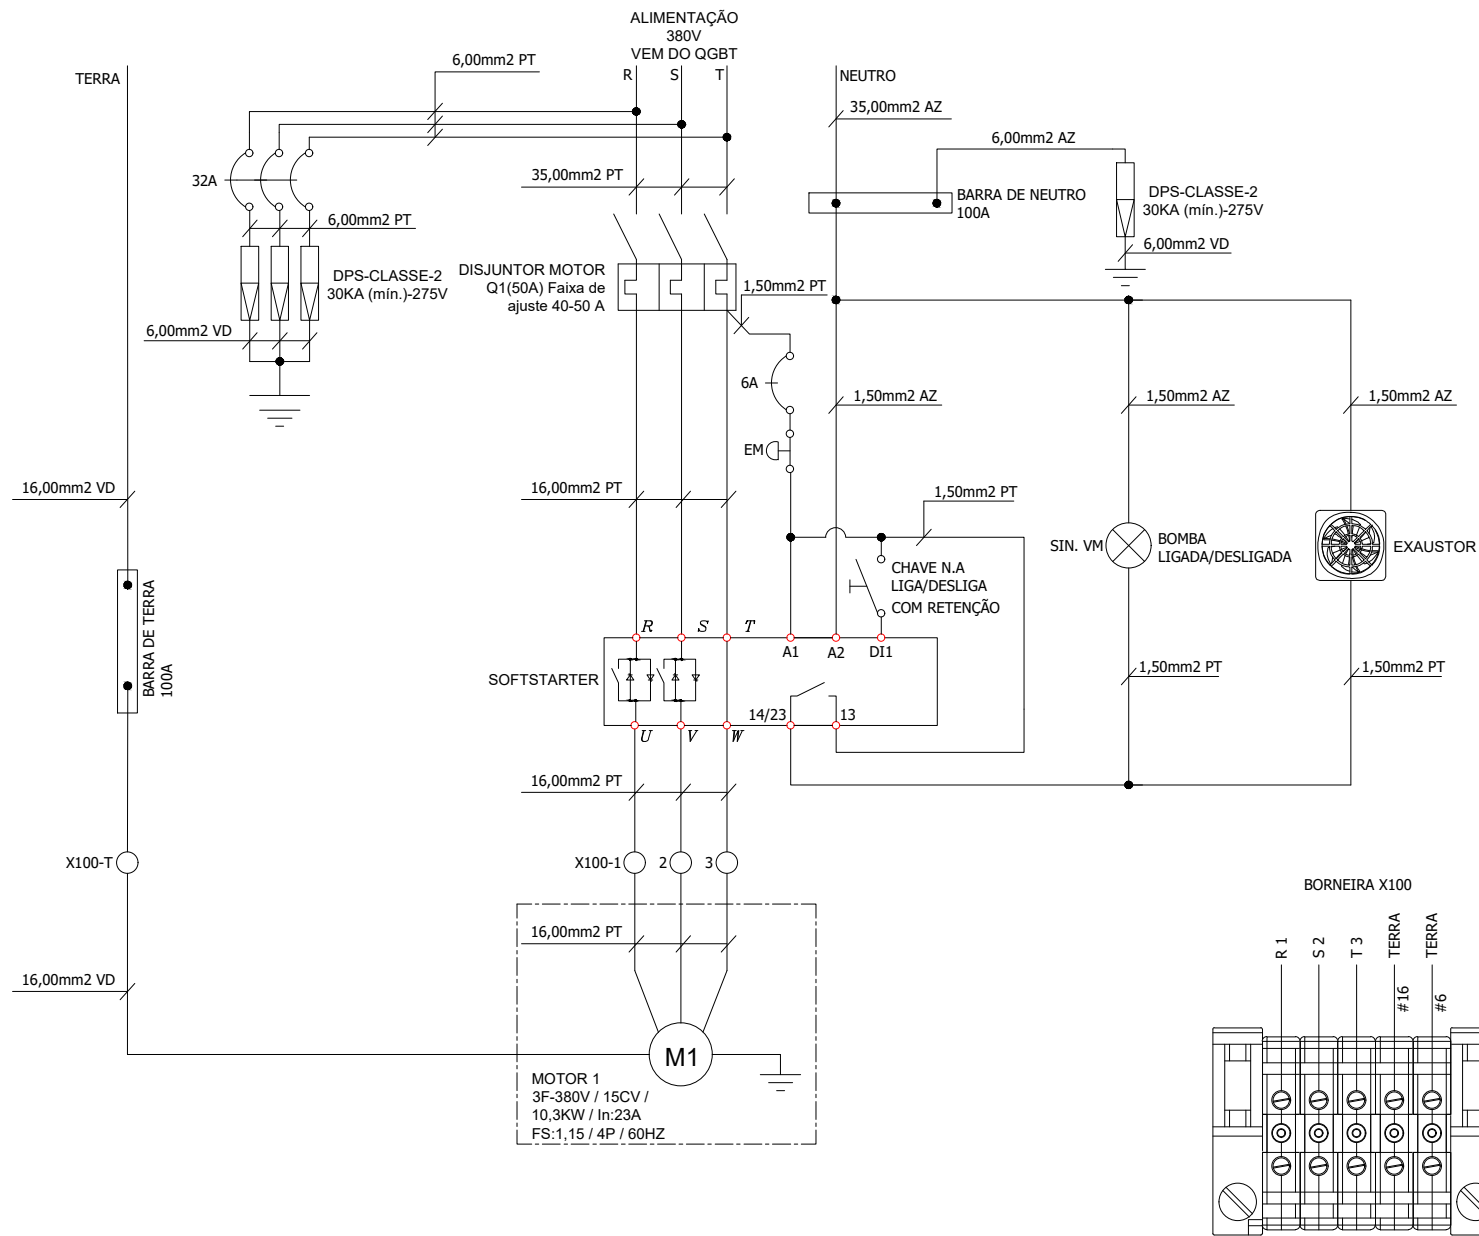 ALIMENTAÇÃO
380V
VEM DO QGBT
R
S
T
TERRA
6,00mm2 PT
NEUTRO
35,00mm2 AZ
6,00mm2 AZ
32A
35,00mm2 PT
BARRA DE NEUTRO
100A
DPS-CLASSE-2
30KA (mín.)-275V
6,00mm2 PT
6,00mm2 VD
DPS-CLASSE-2
30KA (mín.)-275V
DISJUNTOR MOTOR
Q1(50A) Faixa de
ajuste 40-50 A
1,50mm2 PT
6,00mm2 VD
6A
1,50mm2 AZ
1,50mm2 AZ
1,50mm2 AZ
EM
16,00mm2 VD
16,00mm2 PT
1,50mm2 PT
SIN. VM
BOMBA
LIGADA/DESLIGADA
EXAUSTOR
CHAVE N.A
LIGA/DESLIGA
COM RETENÇÃO
BARRA DE TERRA
100A
R
S
T
A1
A2
DI1
SOFTSTARTER
1,50mm2 PT
1,50mm2 PT
14/23
13
U
V
W
16,00mm2 PT
X100-T
X100-1
2
3
BORNEIRA X100
16,00mm2 PT
R 1
S 2
T 3
TERRA
#16
TERRA
#6
16,00mm2 VD
M1
MOTOR 1
3F-380V / 15CV /
10,3KW / In:23A
FS:1,15 / 4P / 60HZ